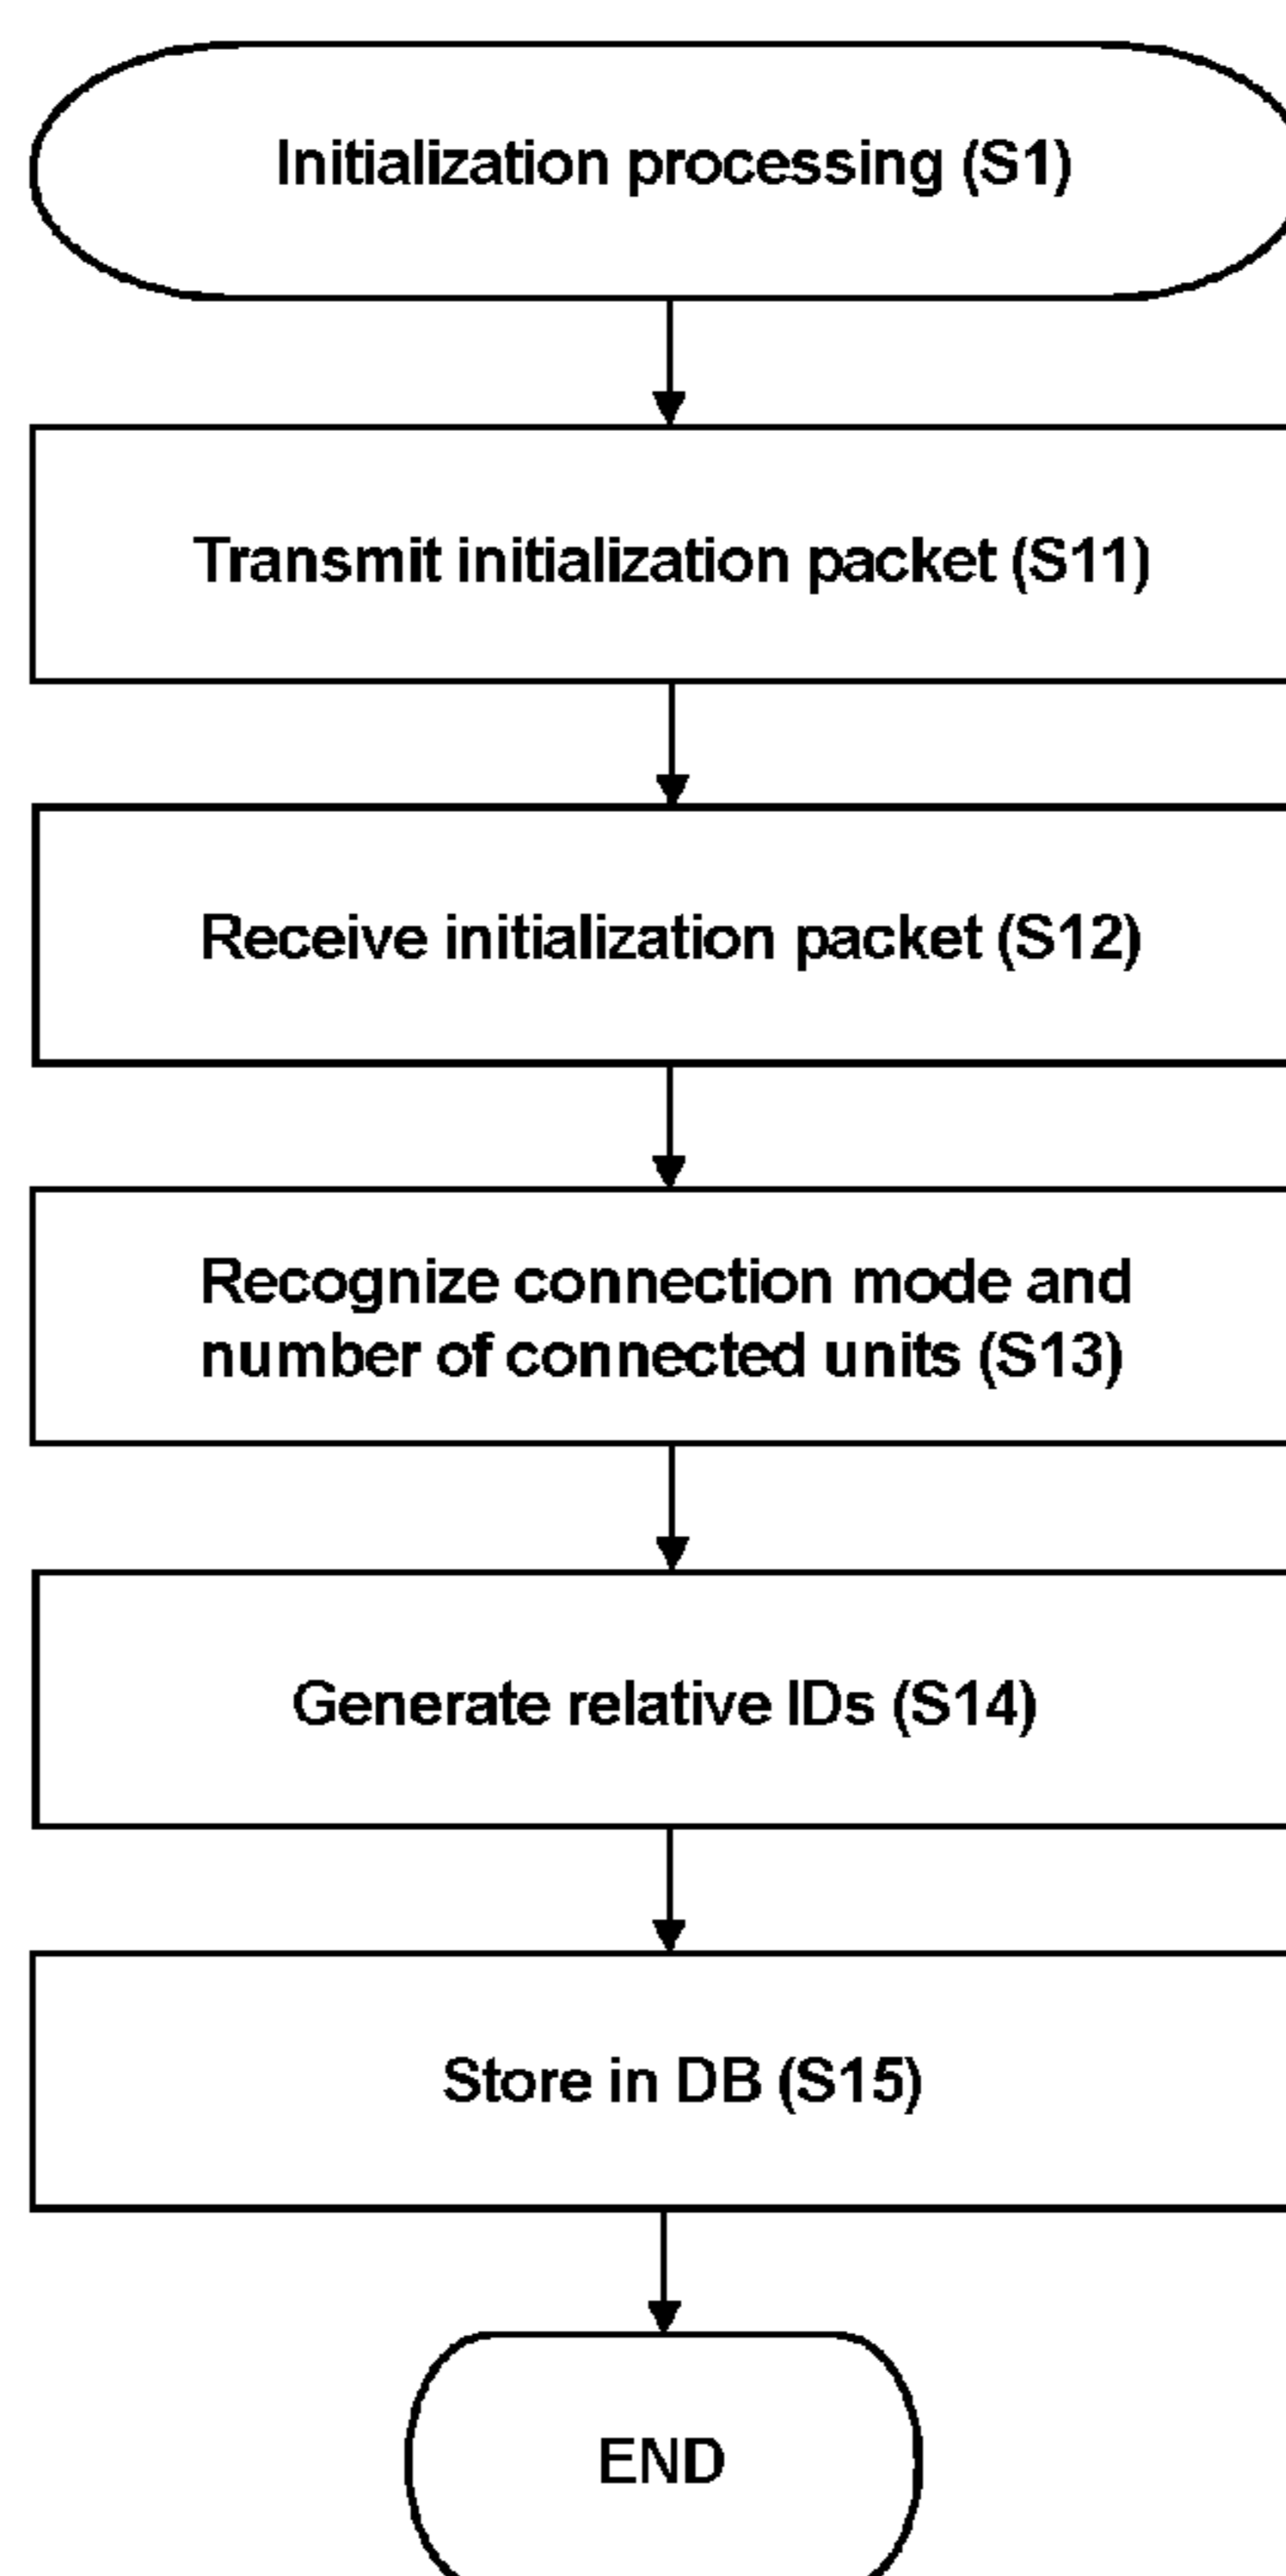 Initialization processing (S1)
Transmit initialization packet (S11)
Receive initialization packet (S12)
Recognize connection mode and
number of connected units (S13)
Generate relative IDs (S14)
Store in DB (S15)
END